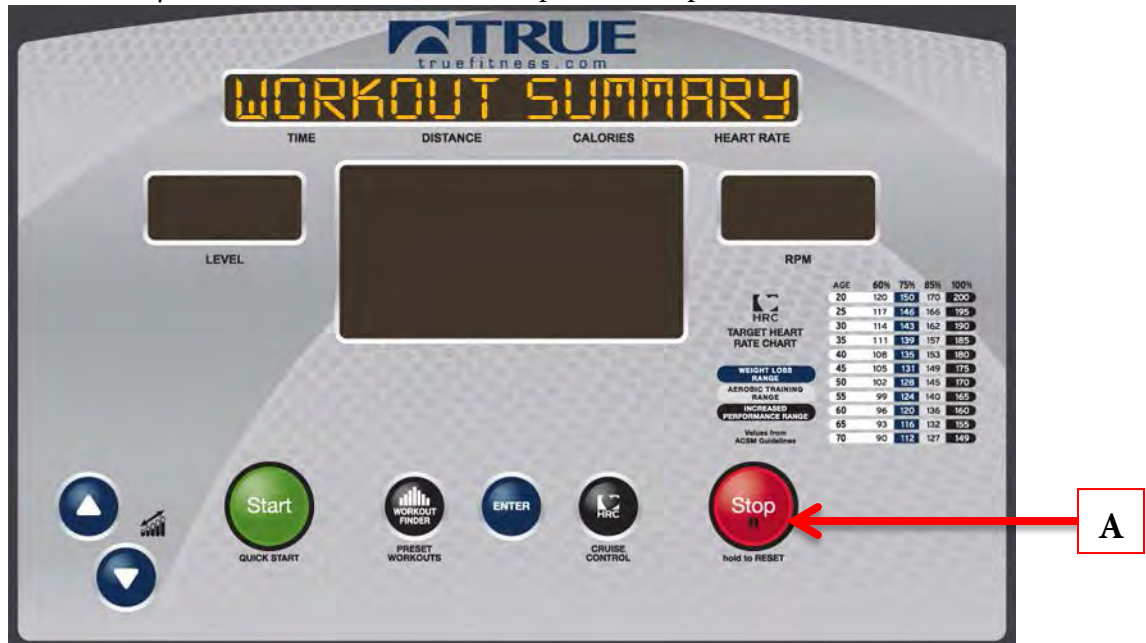 TRUE
truefitness.com
WORKOUT SUMMARY
TIME DISTANCE CALORIES HEART RATE
LEVEL
RPM
HRC
TARGET HEART
RATE CHART
WEIGHT LOSS
RANGE
AEROBIC TRAINING
RANGE
INCREASED
PERFORMANCE RANGE
Values from
ACSM Guidelines
AGE 60% 75% 85% 100%
20 120 150 170 200
25 117 146 166 195
30 114 143 162 190
35 111 139 157 185
40 108 135 153 180
45 105 131 149 175
50 102 128 145 170
55 99 124 140 165
60 96 120 136 160
65 93 116 132 155
70 90 112 127 149
Start
QUICK START
WORKOUT
FINDER
PRESET
WORKOUTS
ENTER
HRC
CRUISE
CONTROL
Stop
hold to RESET
A